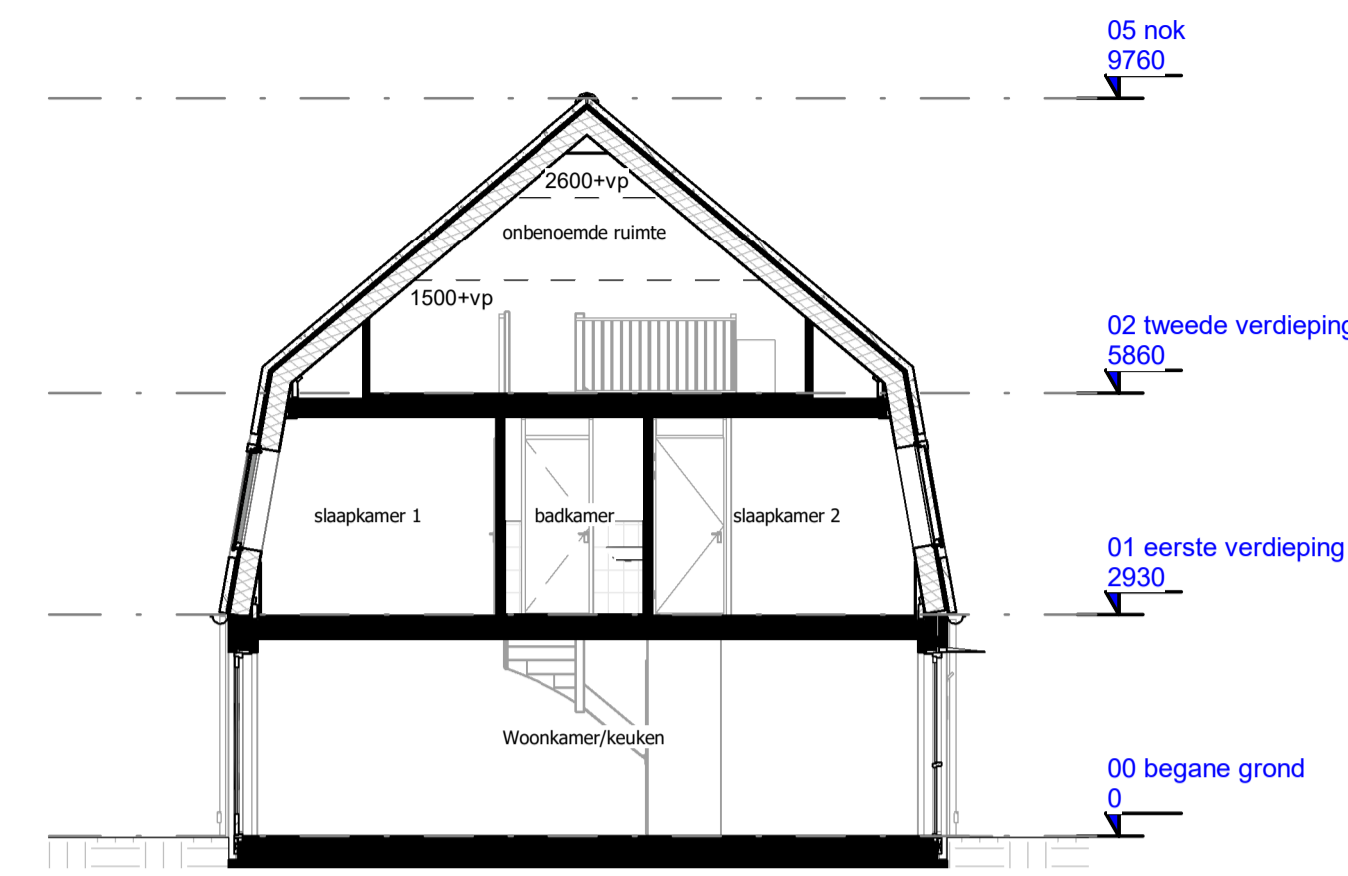 05 nok
9760
2600+vp
onbenoemde ruimte
1500+vp
02 tweede verdieping
5860
slaapkamer 1
badkamer
slaapkamer 2
01 eerste verdieping
2930
Woonkamer/keuken
00 begane grond
0